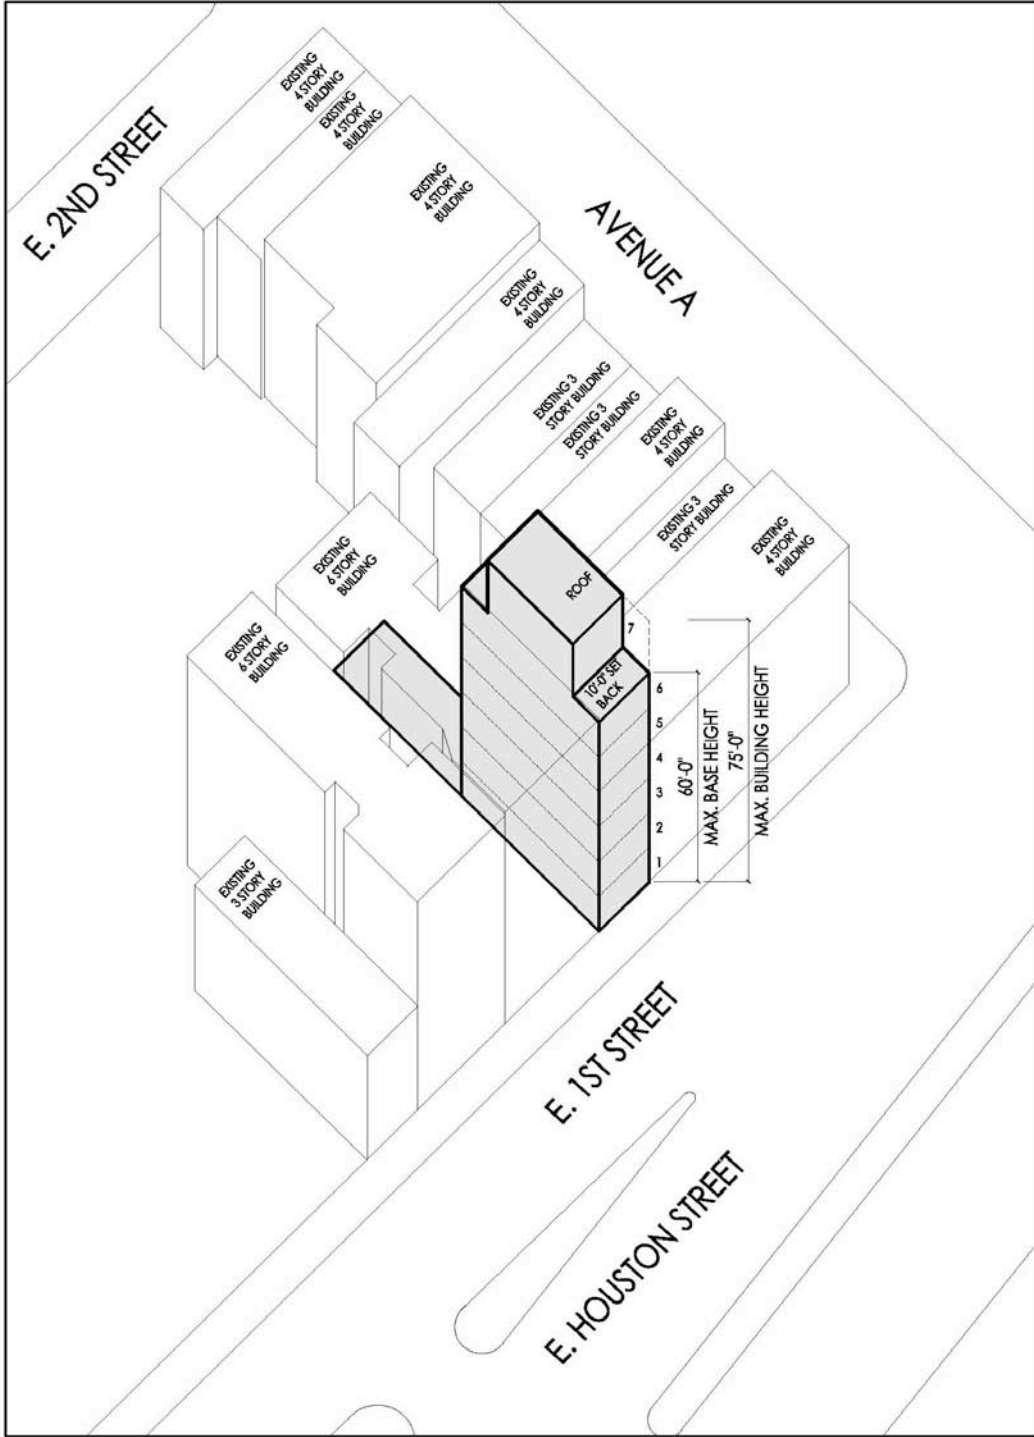 E. 2ND STREET
EXISTING
4 STORY
BUILDING
EXISTING
4 STORY
BUILDING
EXISTING
4 STORY
BUILDING
AVENUE A
EXISTING
4 STORY
BUILDING
EXISTING 3
STORY BUILDING
EXISTING 3
STORY BUILDING
EXISTING
4 STORY
BUILDING
EXISTING 3
STORY BUILDING
EXISTING
4 STORY
BUILDING
EXISTING
6 STORY
BUILDING
EXISTING
6 STORY
BUILDING
EXISTING
3 STORY
BUILDING
ROOF
10'-0" SET
BACK
7
6
5
4
3
2
1
60'-0"
MAX. BASE HEIGHT
75'-0"
MAX. BUILDING HEIGHT
E. 1ST STREET
E. HOUSTON STREET